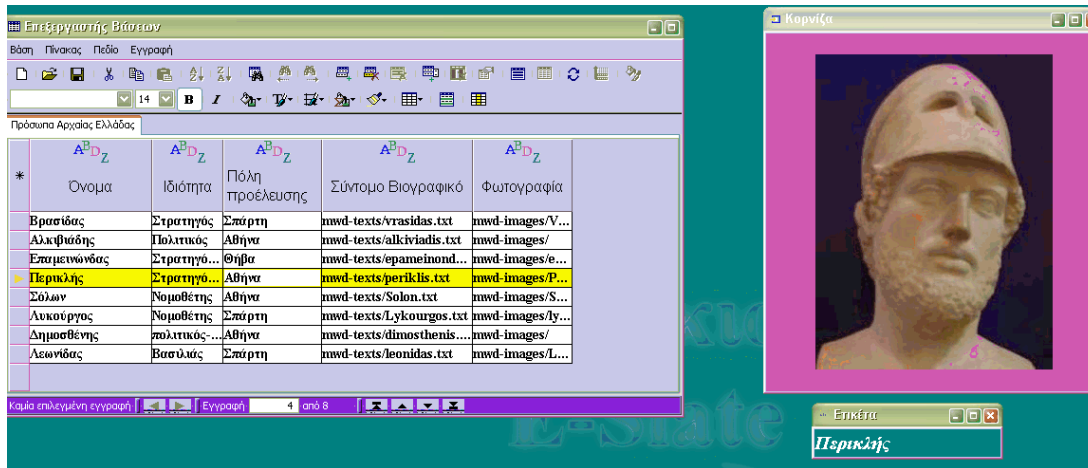 Επεξεργαστής Βάσεων
Βάση Πίνακας Πεδίο Εγγραφή
14 B I
Πρόσωπα Αρχαίας Ελλάδας
* Όνομα Ιδιότητα Πόλη προέλευσης Σύντομο Βιογραφικό Φωτογραφία
Βρασίδας Στρατηγός Σπάρτη mwd-texts/vrasidas.txt mwd-images/V...
Αλκιβιάδης Πολιτικός Αθήνα mwd-texts/alkiviadis.txt mwd-images/
Επαμεινώνδας Στρατηγό... Θήβα mwd-texts/epameinond... mwd-images/e...
Περικλής Στρατηγό... Αθήνα mwd-texts/periklis.txt mwd-images/P...
Σόλων Νομοθέτης Αθήνα mwd-texts/Solon.txt mwd-images/S...
Λυκούργος Νομοθέτης Σπάρτη mwd-texts/Lykourgos.txt mwd-images/ly...
Δημοσθένης πολιτικός-... Αθήνα mwd-texts/dimosthenis.... mwd-images/
Λεωνίδας Βασιλιάς Σπάρτη mwd-texts/leonidas.txt mwd-images/L...
Καμία επιλεγμένη εγγραφή Εγγραφή 4 από 8
Κορνίζα
E-Slate
Ετικέτα
Περικλής